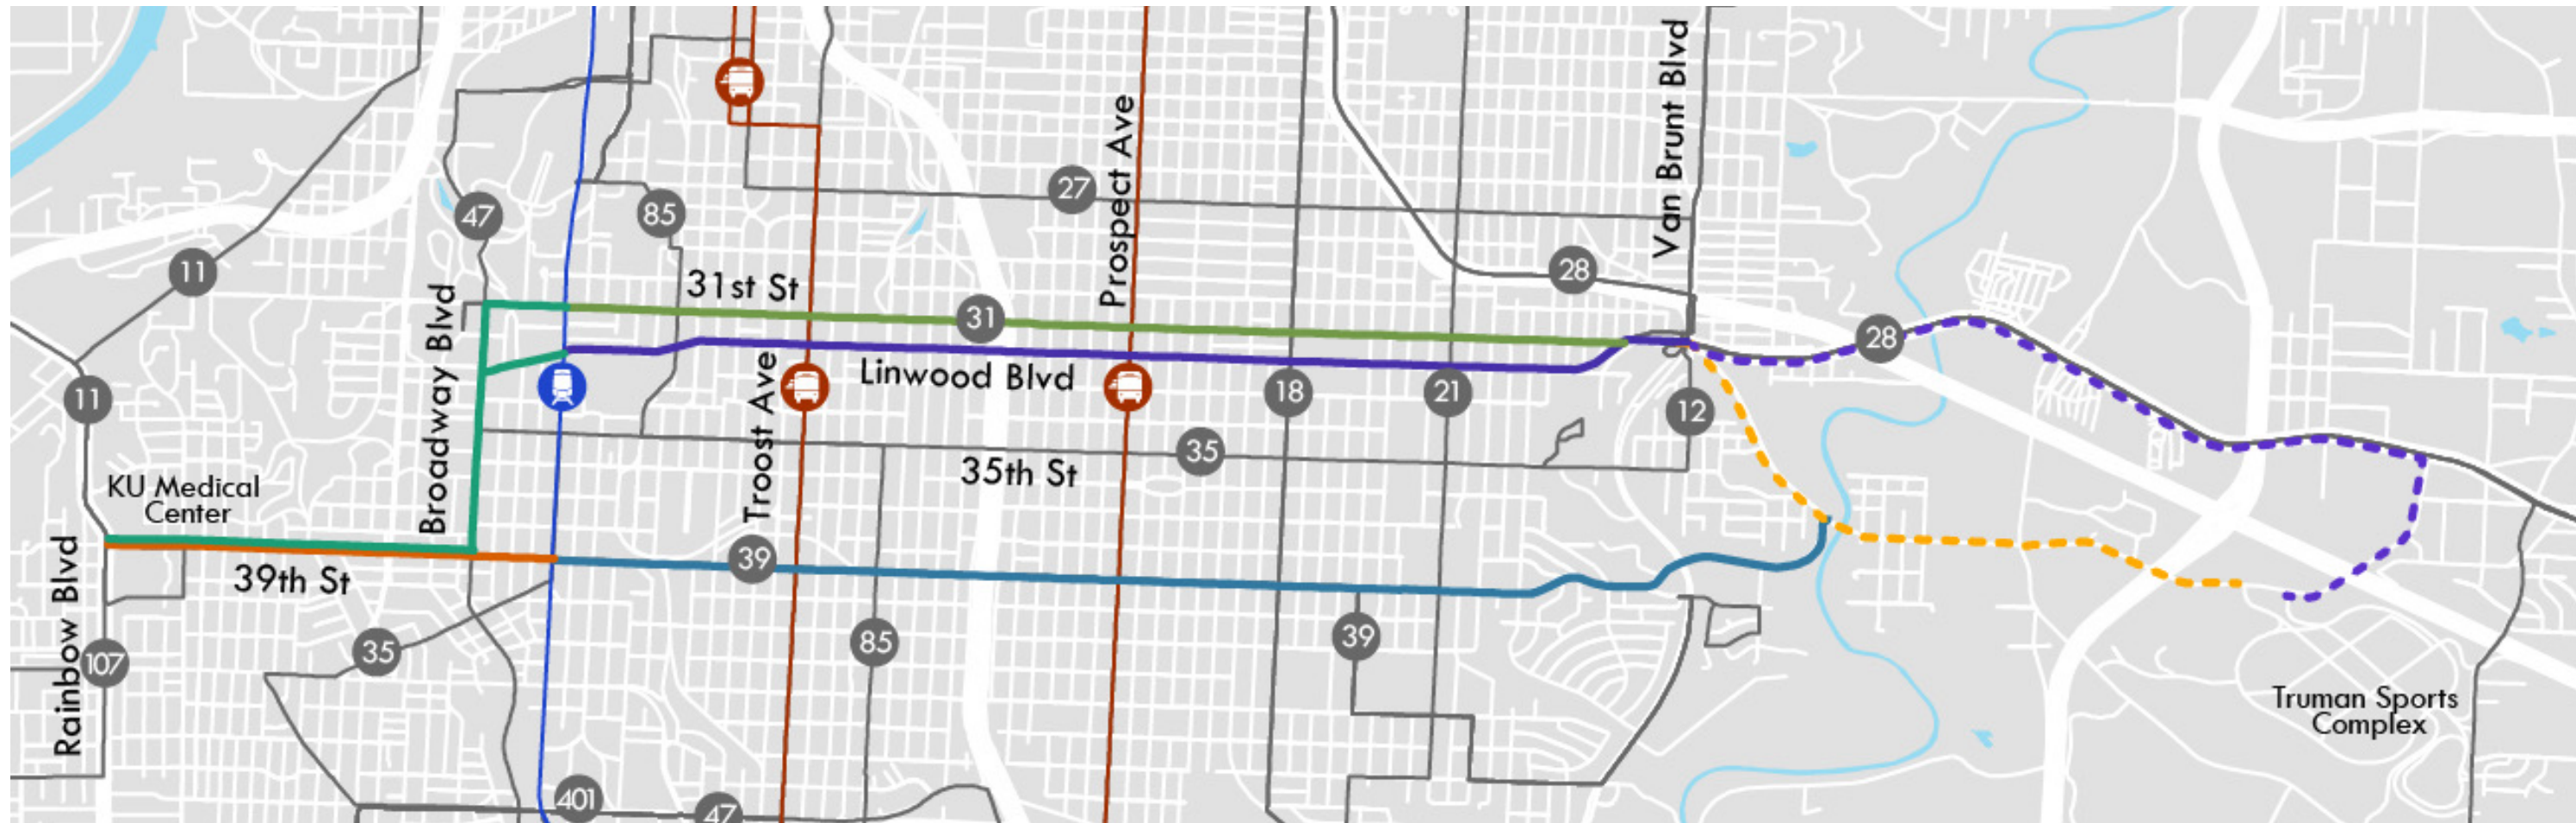 Van Brunt Blvd
Prospect Ave
27
47
85
11
28
31st St
31
28
Broadway Blvd
Troost Ave
Linwood Blvd
11
18
21
12
35
35th St
KU Medical
Center
39th St
39
Rainbow Blvd
107
35
85
39
Truman Sports
Complex
401
47